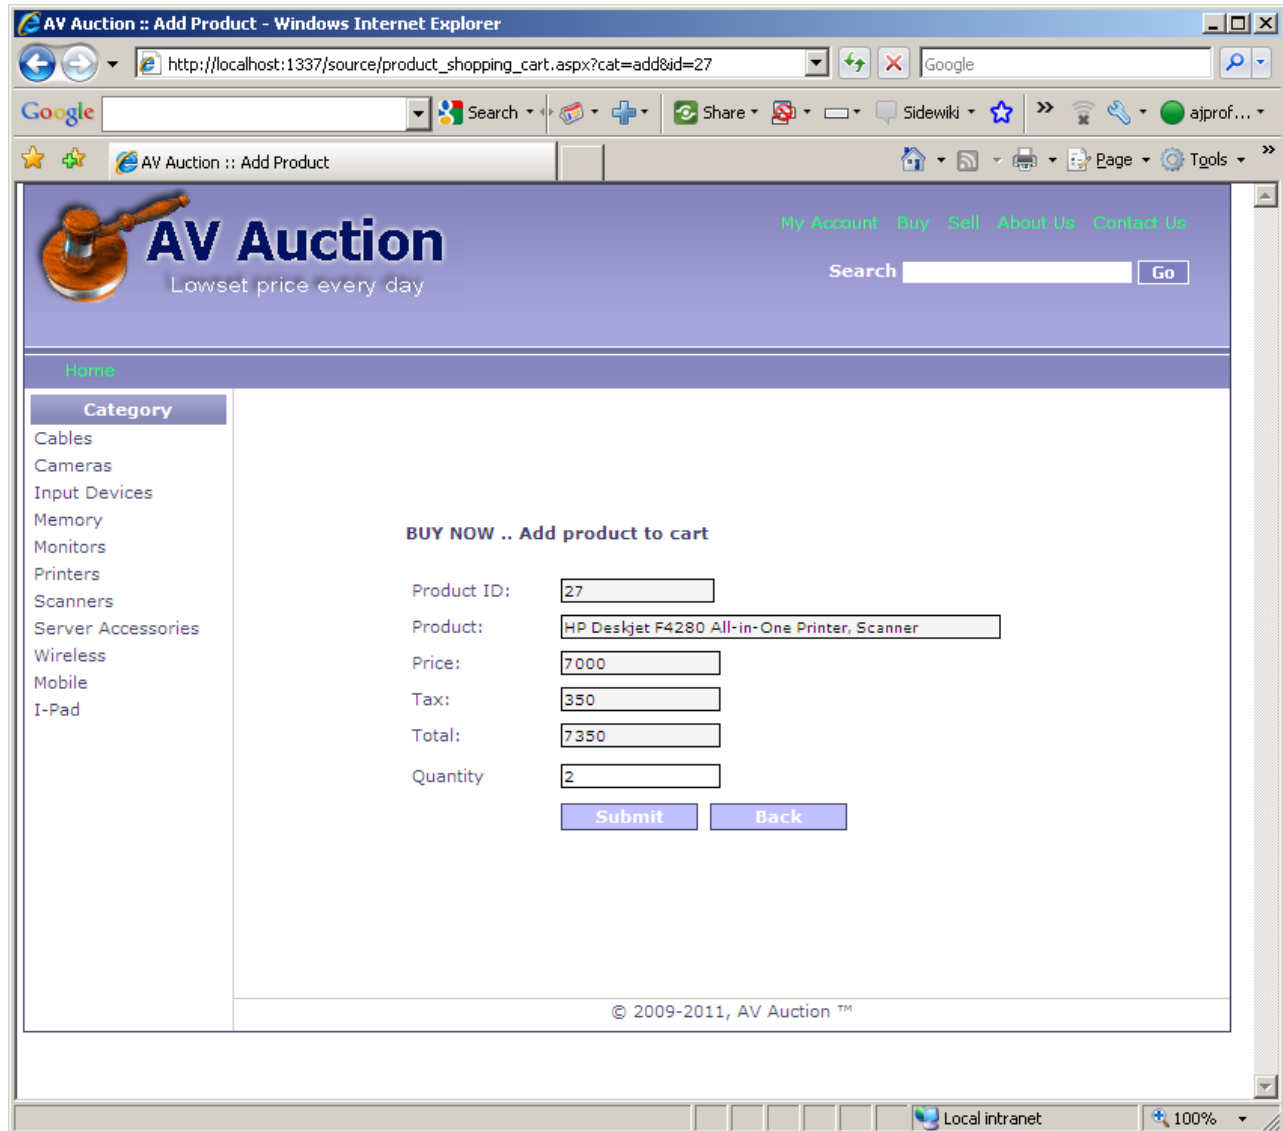 AV Auction :: Add Product - Windows Internet Explorer
http://localhost:1337/source/product_shopping_cart.aspx?cat=add&id=27
Google
Google
Search
Share
Sidewiki
ajprof...
AV Auction :: Add Product
Page
Tools
AV Auction
Lowset price every day
My Account Buy Sell About Us Contact Us
Search
Go
Home
Category
Cables
Cameras
Input Devices
Memory
Monitors
Printers
Scanners
Server Accessories
Wireless
Mobile
I-Pad
BUY NOW .. Add product to cart
Product ID: 27
Product: HP Deskjet F4280 All-in-One Printer, Scanner
Price: 7000
Tax: 350
Total: 7350
Quantity 2
Submit Back
© 2009-2011, AV Auction ™
Local intranet
100%